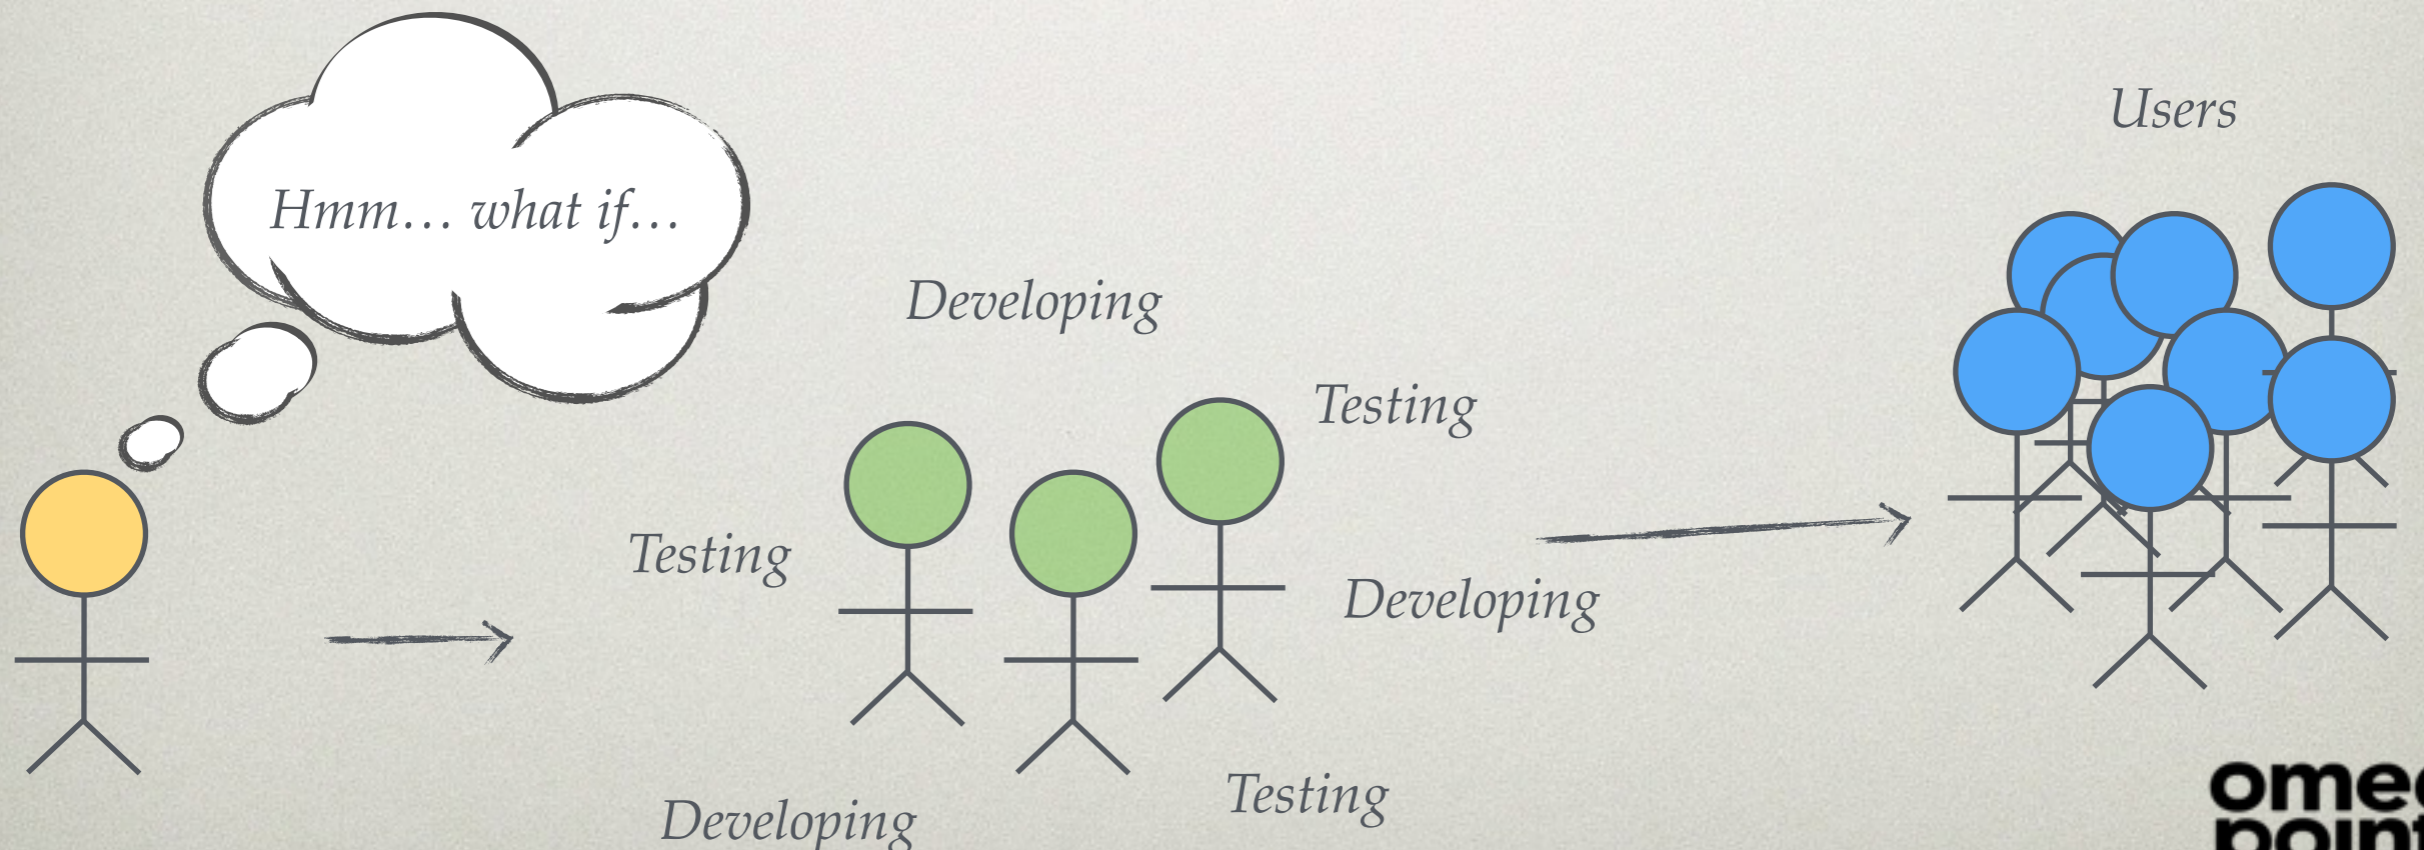 Users
Hmm… what if…
Developing
Testing
Testing
Developing
Testing
Developing